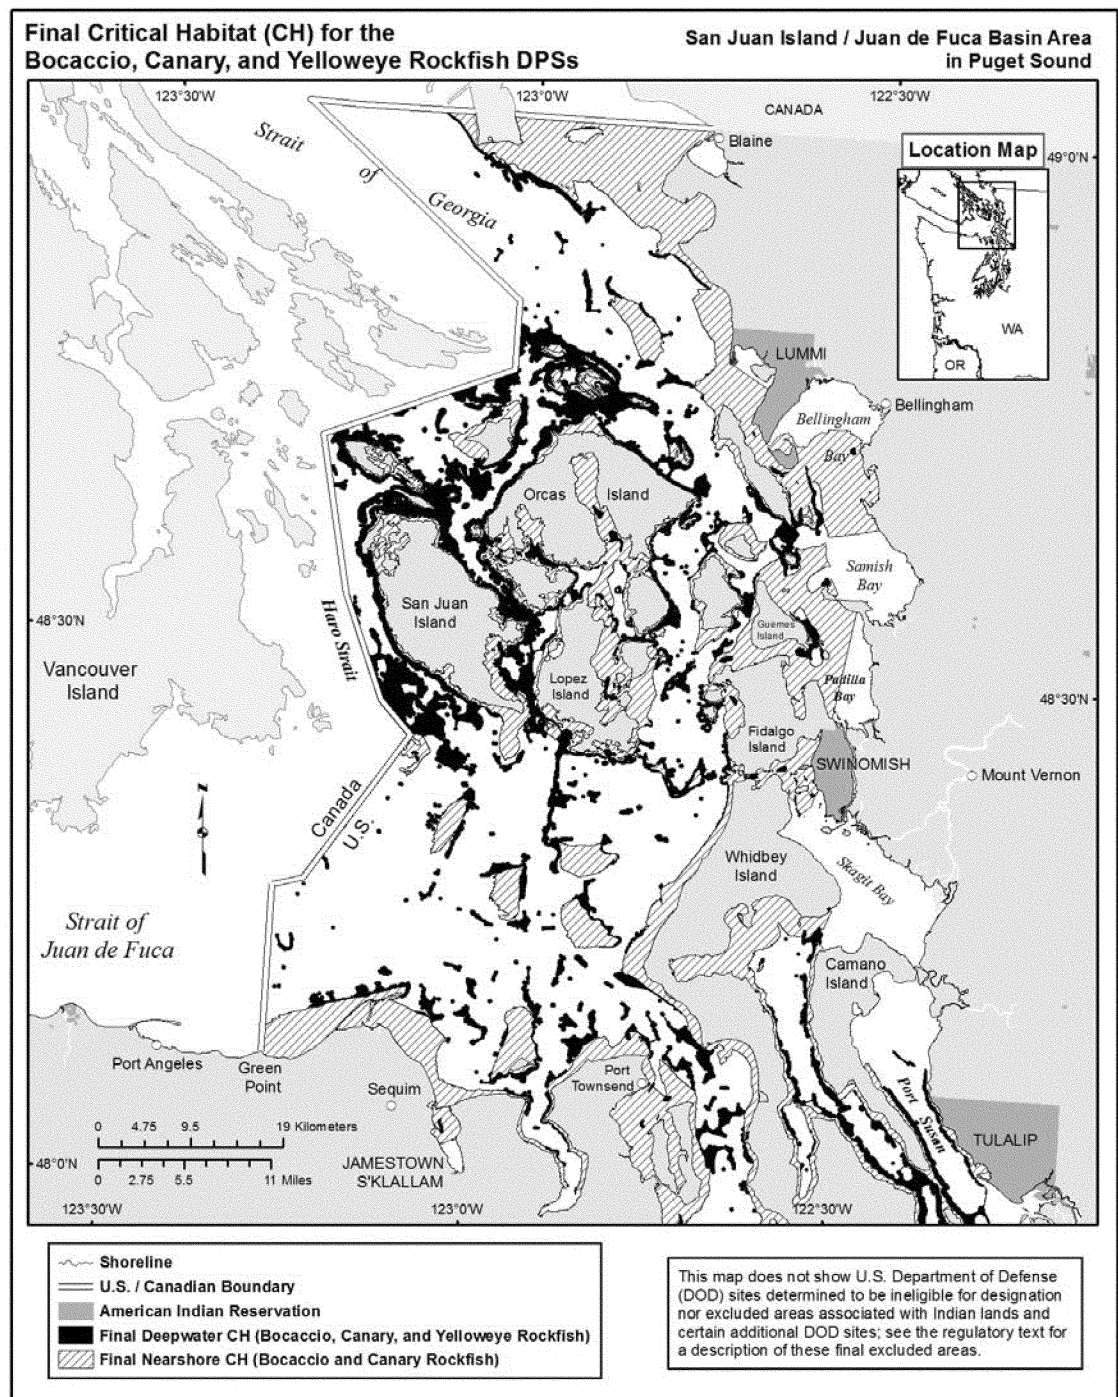 Final Critical Habitat (CH) for the
Bocaccio, Canary, and Yelloweye Rockfish DPSs
San Juan Island / Juan de Fuca Basin Area
in Puget Sound
123°30'W
123°0'W
122°30'W
CANADA
Strait
of
Georgia
Blaine
49°0'N
Location Map
WA
OR
LUMMI
Bellingham
Bellingham
Bay
Orcas Island
Samish
Bay
San Juan
Island
Haro Strait
Guemes
Island
48°30'N
Vancouver
Island
Lopez
Island
Padilla
Bay
48°30'N
Fidalgo
Island
SWINOMISH
Mount Vernon
N
Canada
U.S.
Whidbey
Island
Skagit Bay
Strait of
Juan de Fuca
Camano
Island
Port Angeles
Green
Point
Sequim
Port
Townsend
Port Susan
TULALIP
0 4.75 9.5 19 Kilometers
0 2.75 5.5 11 Miles
48°0'N
JAMESTOWN
S'KLALLAM
123°30'W
123°0'W
122°30'W
Shoreline
U.S. / Canadian Boundary
American Indian Reservation
Final Deepwater CH (Bocaccio, Canary, and Yelloweye Rockfish)
Final Nearshore CH (Bocaccio and Canary Rockfish)
This map does not show U.S. Department of Defense
(DOD) sites determined to be ineligible for designation
nor excluded areas associated with Indian lands and
certain additional DOD sites; see the regulatory text for
a description of these final excluded areas.